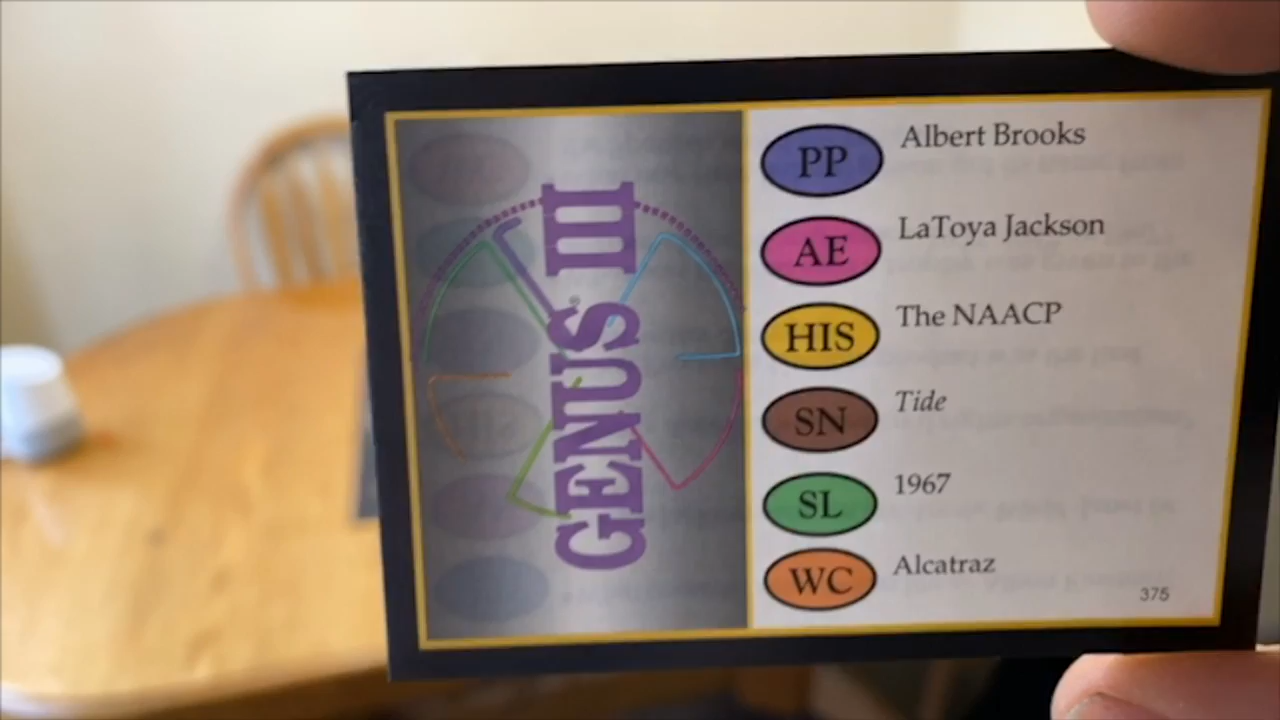 GENUS III
PP Albert Brooks
AE LaToya Jackson
HIS The NAACP
SN Tide
SL 1967
WC Alcatraz
375